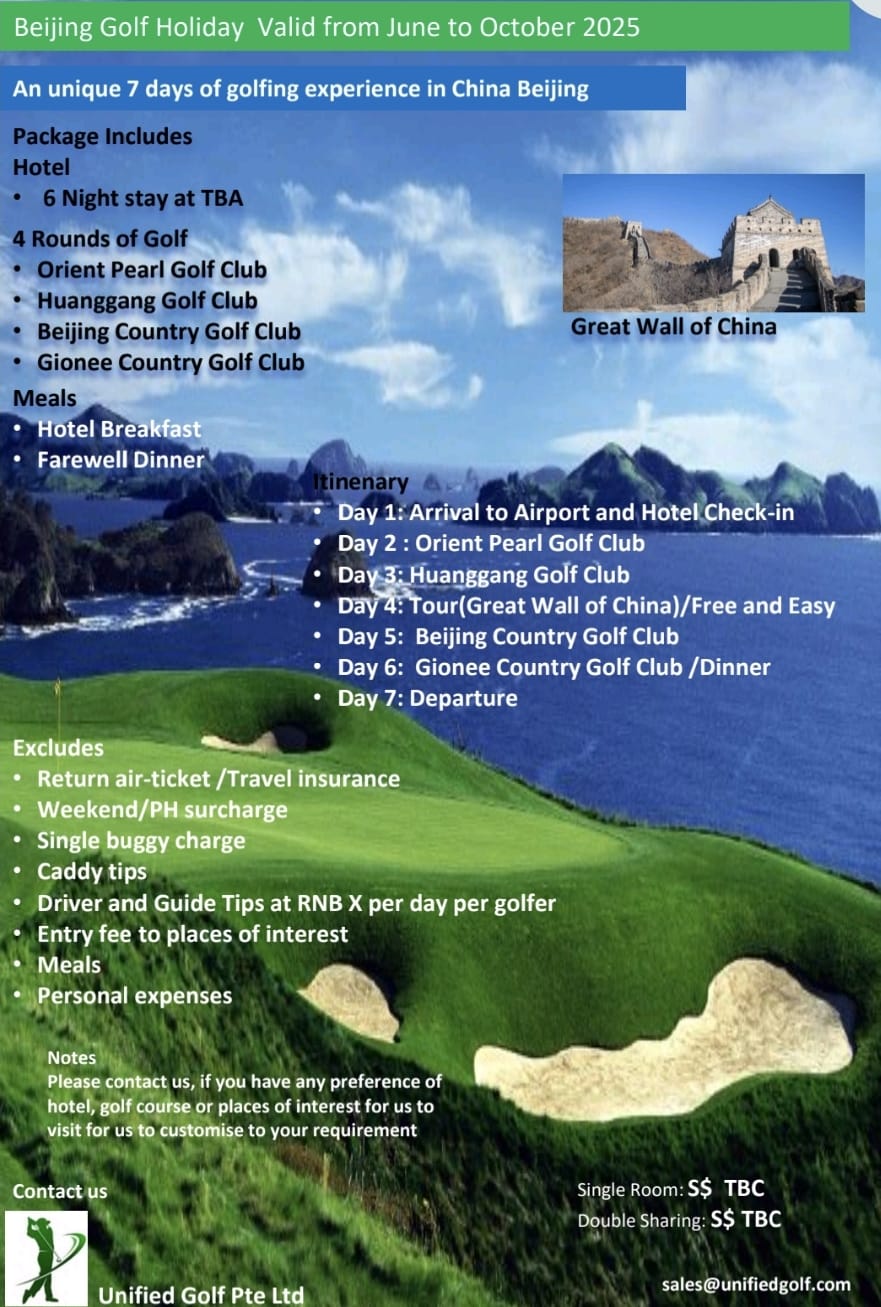 Beijing Golf Holiday  Valid from June to October 2025
An unique 7 days of golfing experience in China Beijing
Package Includes
Hotel
• 6 Night stay at TBA
4 Rounds of Golf
• Orient Pearl Golf Club
• Huanggang Golf Club
• Beijing Country Golf Club
• Gionee Country Golf Club
Great Wall of China
Meals
• Hotel Breakfast
• Farewell Dinner
Itinenary
• Day 1: Arrival to Airport and Hotel Check-in
• Day 2 : Orient Pearl Golf Club
• Day 3: Huanggang Golf Club
• Day 4: Tour(Great Wall of China)/Free and Easy
• Day 5:  Beijing Country Golf Club
• Day 6:  Gionee Country Golf Club /Dinner
• Day 7: Departure
Excludes
• Return air-ticket /Travel insurance
• Weekend/PH surcharge
• Single buggy charge
• Caddy tips
• Driver and Guide Tips at RNB X per day per golfer
• Entry fee to places of interest
• Meals
• Personal expenses
Notes
Please contact us, if you have any preference of
hotel, golf course or places of interest for us to
visit for us to customise to your requirement
Contact us
Single Room: S$  TBC
Double Sharing: S$ TBC
Unified Golf Pte Ltd
sales@unifiedgolf.com